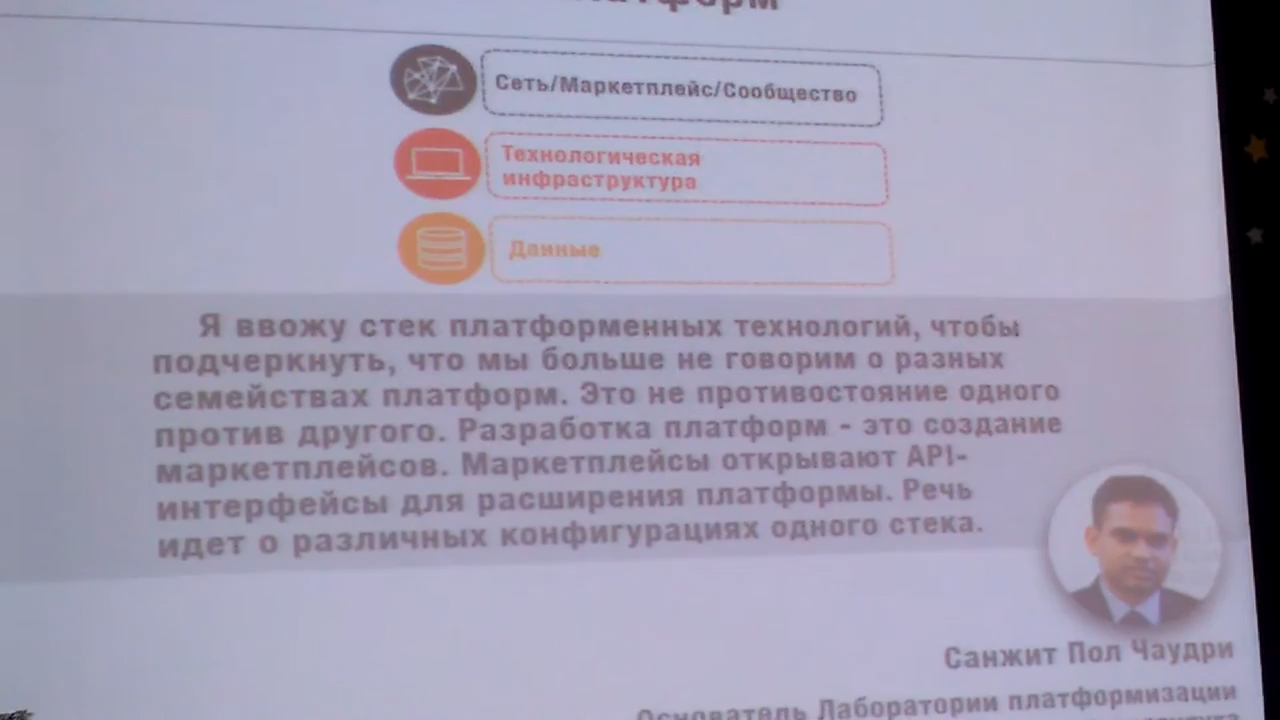 Сеть/Маркетплейс/Сообщество
Технологическая
инфраструктура
Данные
Я ввожу стек платформенных технологий, чтобы
подчеркнуть, что мы больше не говорим о разных
семействах платформ. Это не противостояние одного
против другого. Разработка платформ - это создание
маркетплейсов. Маркетплейсы открывают API-
интерфейсы для расширения платформы. Речь
идет о различных конфигурациях одного стека.
Санжит Пол Чаудри
Основатель Лаборатории платформизации